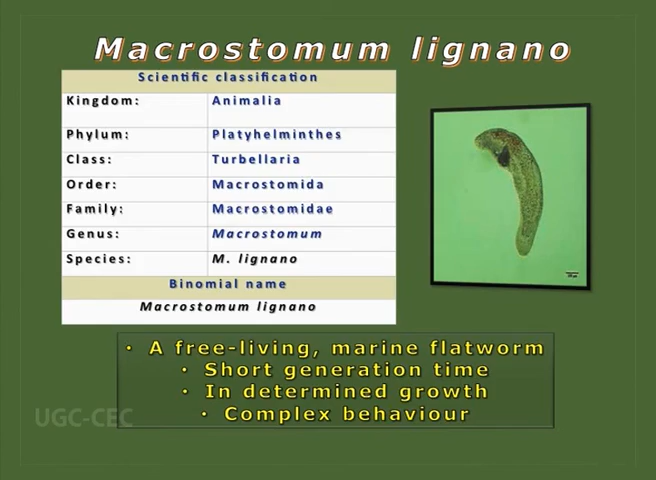 Macrostomum lignano
Scientific classification
Kingdom: Animalia
Phylum: Platyhelminthes
Class: Turbellaria
Order: Macrostomida
Family: Macrostomidae
Genus: Macrostomum
Species: M. lignano
Binomial name
Macrostomum lignano
• A free-living, marine flatworm
• Short generation time
• In determined growth
• Complex behaviour
UGC-CEC